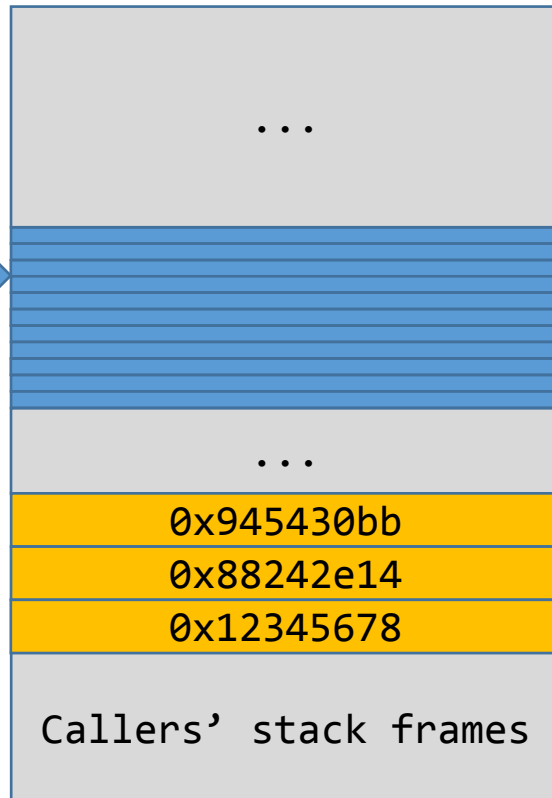 ...
...
0x945430bb
0x88242e14
0x12345678
Callers’ stack frames